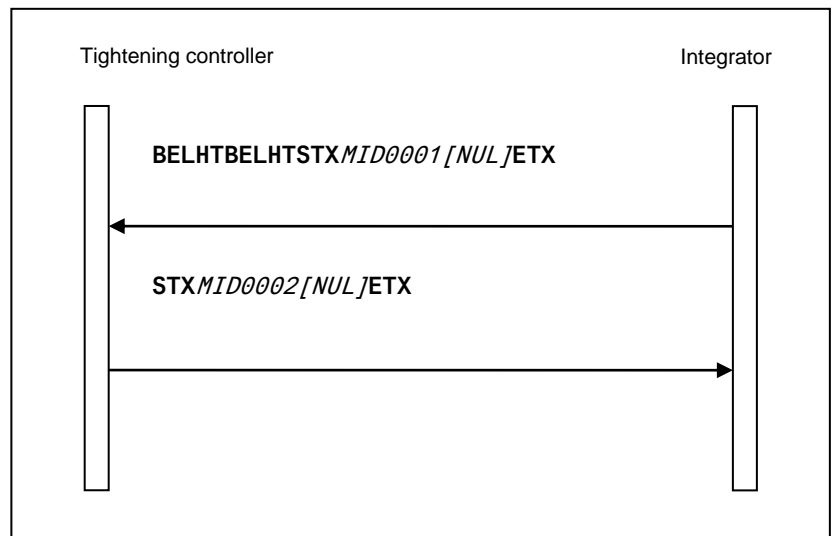 Tightening controller Integrator
BELHTBELHTSTXMID0001[NUL]ETX
STXMID0002[NUL]ETX